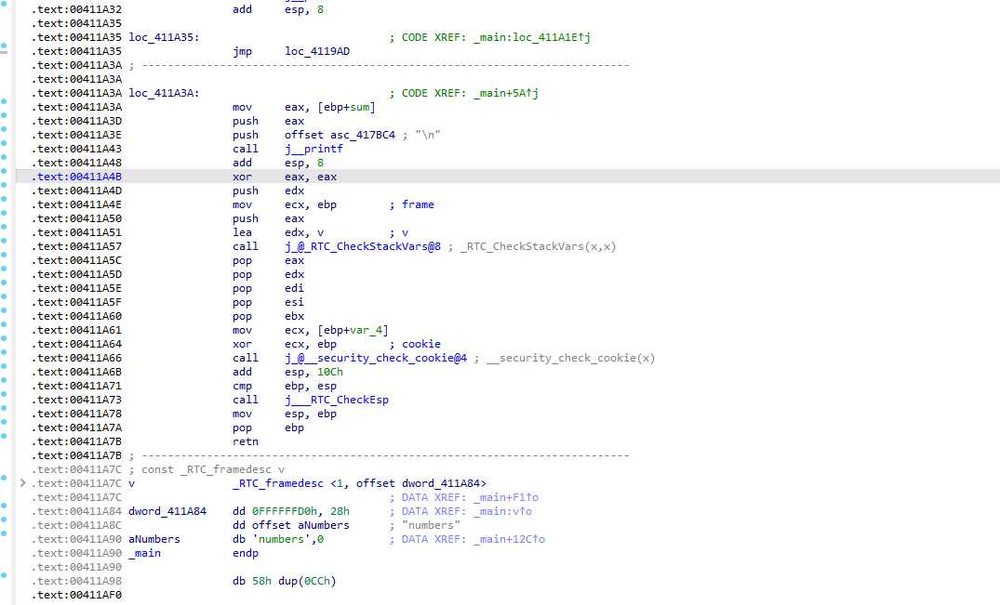 .text:00411A32                 add     esp, 8
.text:00411A35
.text:00411A35 loc_411A35:                             ; CODE XREF: _main:loc_411A1E↑j
.text:00411A35                 jmp     loc_4119AD
.text:00411A3A ; ---------------------------------------------------------------------------
.text:00411A3A
.text:00411A3A loc_411A3A:                             ; CODE XREF: _main+5A↑j
.text:00411A3A                 mov     eax, [ebp+sum]
.text:00411A3D                 push    eax
.text:00411A3E                 push    offset asc_417BC4 ; "\n"
.text:00411A43                 call    j__printf
.text:00411A48                 add     esp, 8
.text:00411A4B                 xor     eax, eax
.text:00411A4D                 push    edx
.text:00411A4E                 mov     ecx, ebp        ; frame
.text:00411A50                 push    eax
.text:00411A51                 lea     edx, v          ; v
.text:00411A57                 call    j_@_RTC_CheckStackVars@8 ; _RTC_CheckStackVars(x,x)
.text:00411A5C                 pop     eax
.text:00411A5D                 pop     edx
.text:00411A5E                 pop     edi
.text:00411A5F                 pop     esi
.text:00411A60                 pop     ebx
.text:00411A61                 mov     ecx, [ebp+var_4]
.text:00411A64                 xor     ecx, ebp        ; cookie
.text:00411A66                 call    j_@__security_check_cookie@4 ; __security_check_cookie(x)
.text:00411A6B                 add     esp, 10Ch
.text:00411A71                 cmp     ebp, esp
.text:00411A73                 call    j___RTC_CheckEsp
.text:00411A78                 mov     esp, ebp
.text:00411A7A                 pop     ebp
.text:00411A7B                 retn
.text:00411A7B ; ---------------------------------------------------------------------------
.text:00411A7C ; const _RTC_framedesc v
.text:00411A7C v               _RTC_framedesc <1, offset dword_411A84>
.text:00411A7C                                         ; DATA XREF: _main+F1↑o
.text:00411A84 dword_411A84    dd 0FFFFFFD0h, 28h      ; DATA XREF: _main:v↑o
.text:00411A8C                 dd offset aNumbers      ; "numbers"
.text:00411A90 aNumbers        db 'numbers',0          ; DATA XREF: _main+12C↑o
.text:00411A90 _main           endp
.text:00411A90
.text:00411A98                 db 58h dup(0CCh)
.text:00411AF0